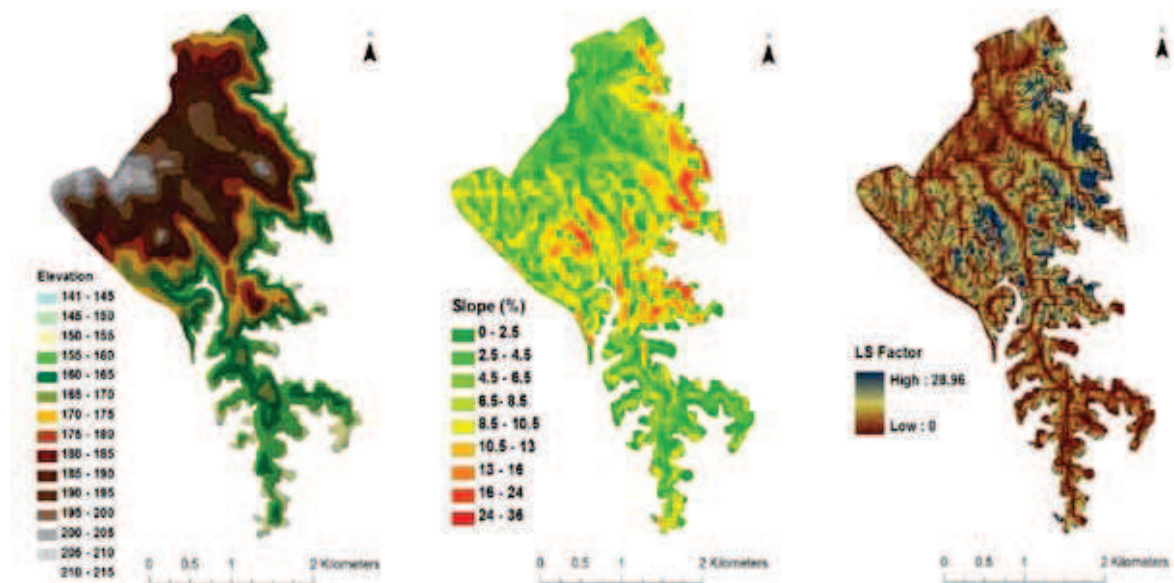 Elevation
141 - 145
145 - 150
150 - 155
155 - 160
160 - 165
165 - 170
170 - 175
175 - 180
180 - 185
185 - 190
190 - 195
195 - 200
200 - 205
205 - 210
210 - 215
0 0.5 1 2 Kilometers
Slope (%)
0 - 2.5
2.5 - 4.5
4.5 - 6.5
6.5 - 8.5
8.5 - 10.5
10.5 - 13
13 - 16
16 - 24
24 - 36
0 0.5 1 2 Kilometers
LS Factor
High : 28.96
Low : 0
0 0.5 1 2 Kilometers